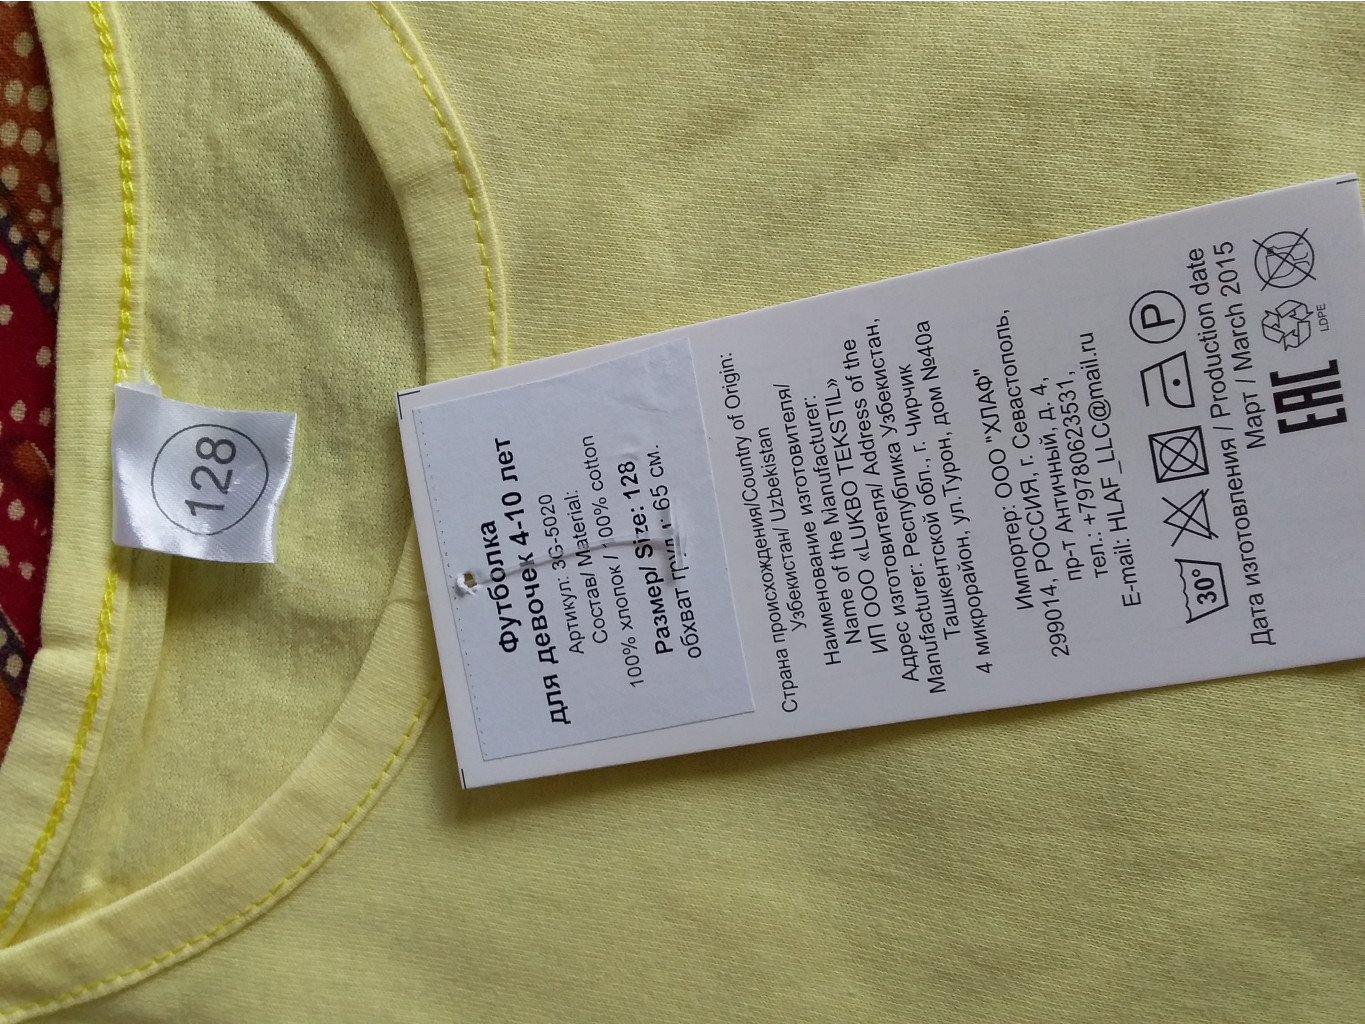 128
Футболка
для девочек 4-10 лет
Артикул: 3G-5020
Состав/ Material:
100% хлопок / 100% cotton
Размер/ Size: 128
обхват 65 см.
Страна происхождения/Country of Origin:
Узбекистан/ Uzbekistan
Наименование изготовителя/
Name of the Manufacturer:
ИП ООО «LUKBO TEKSTIL»
Адрес изготовителя/ Address of the
Manufacturer: Республика Узбекистан,
Ташкентской обл., г. Чирчик
4 микрорайон, ул.Турон, дом №40а
Импортер: ООО "ХЛАФ"
299014, РОССИЯ, г. Севастополь,
пр-т Античный, д. 4,
тел.: +79780623531,
E-mail: HLAF_LLC@mail.ru
30° P
Дата изготовления / Production date
Март / March 2015
EAC LDPE